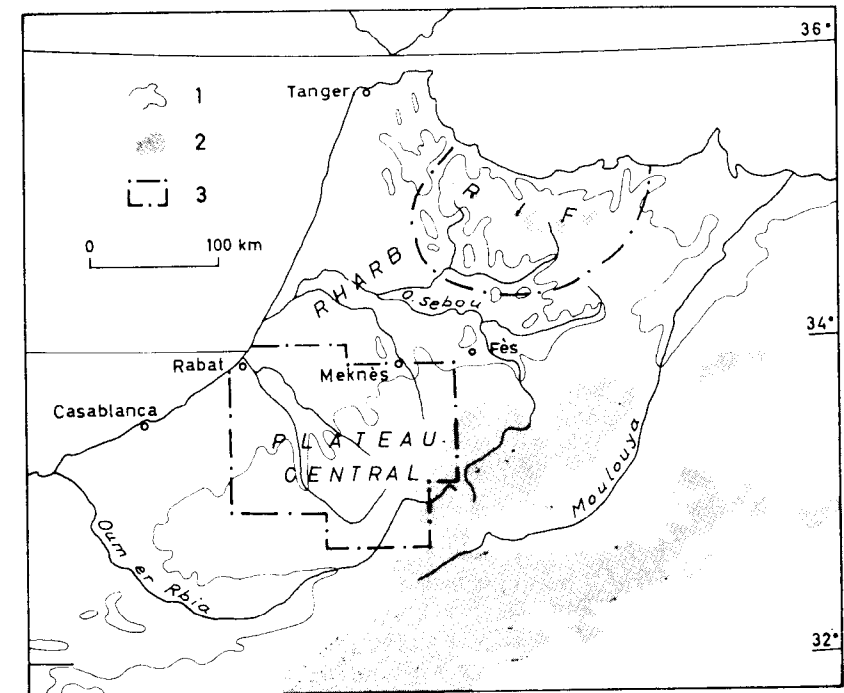 36°
1
Tanger
2
3
R I F
0 100 km
RHARB
Sebou
34°
Fès
Rabat
Meknès
Casablanca
PLATEAU
CENTRAL
Moulouya
Oum er Rbia
32°